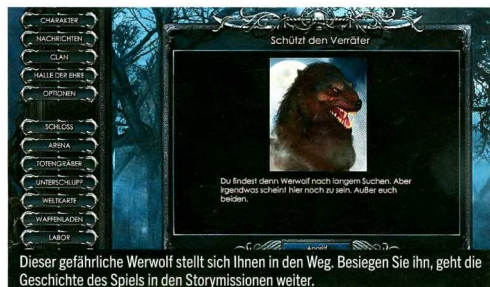 CHARAKTER
NACHRICHTEN
CLAN
HALLE DER EHRE
OPTIONEN
SCHLOSS
ARENA
TOTENGRÄBER
UNTERSCHLUPF
WELTKARTE
WAFFENLADEN
LABOR
Schützt den Verräter
Du findest denn Werwolf nach langem Suchen. Aber
irgendwas scheint hier noch zu sein. Außer euch
beiden.
Angriff
Dieser gefährliche Werwolf stellt sich Ihnen in den Weg. Besiegen Sie ihn, geht die
Geschichte des Spiels in den Storymissionen weiter.